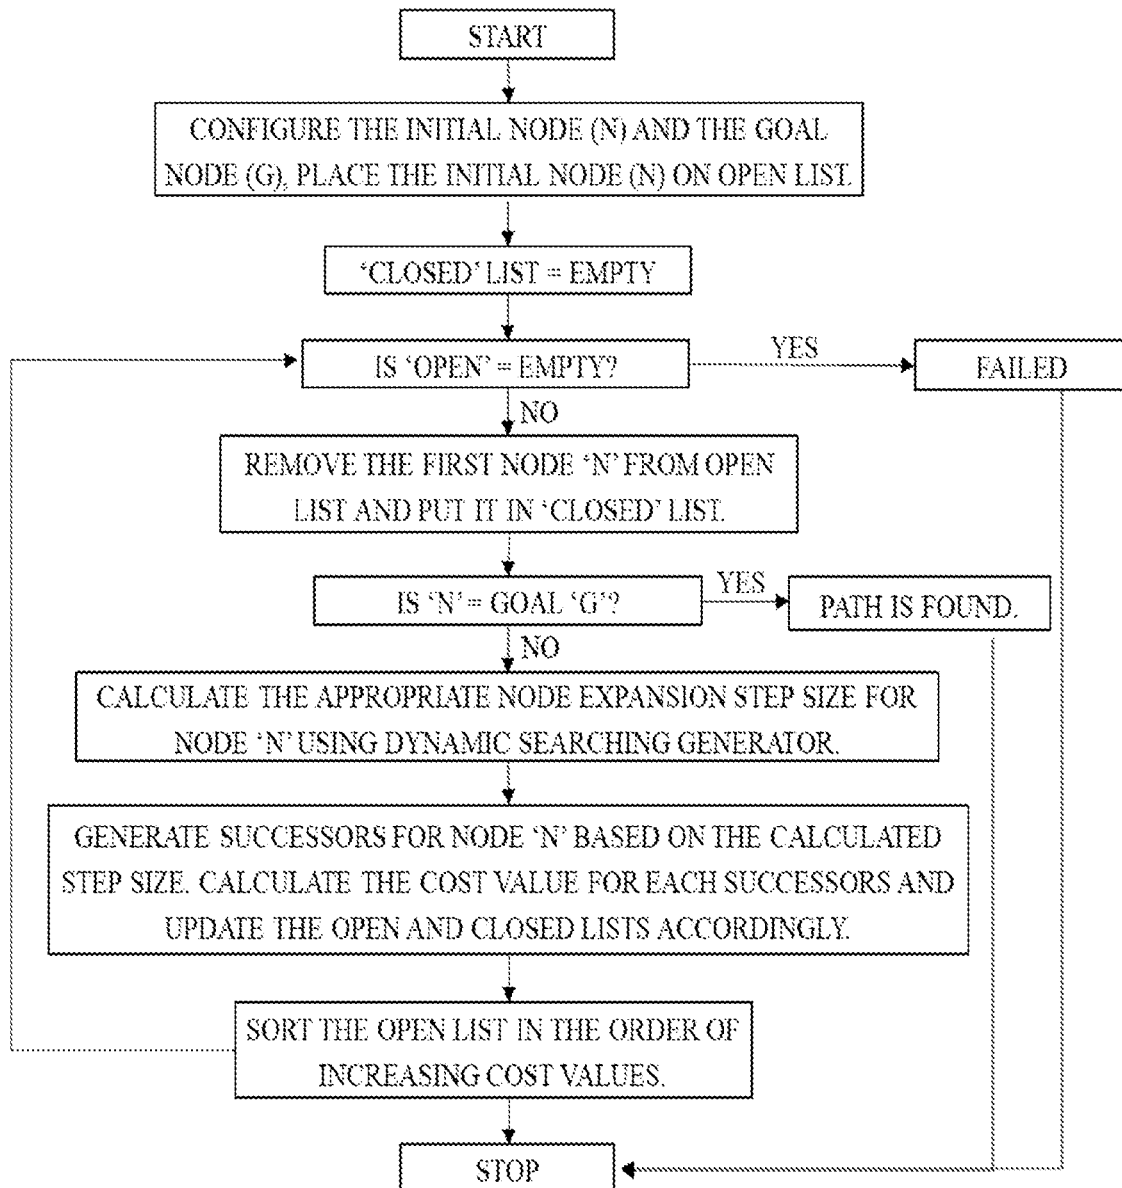 START
CONFIGURE THE INITIAL NODE (N) AND THE GOAL
NODE (G), PLACE THE INITIAL NODE (N) ON OPEN LIST.
‘CLOSED’ LIST = EMPTY
IS ‘OPEN’ = EMPTY?
YES
FAILED
NO
REMOVE THE FIRST NODE ‘N’ FROM OPEN
LIST AND PUT IT IN ‘CLOSED’ LIST.
IS ‘N’ = GOAL ‘G’?
YES
PATH IS FOUND.
NO
CALCULATE THE APPROPRIATE NODE EXPANSION STEP SIZE FOR
NODE ‘N’ USING DYNAMIC SEARCHING GENERATOR.
GENERATE SUCCESSORS FOR NODE ‘N’ BASED ON THE CALCULATED
STEP SIZE. CALCULATE THE COST VALUE FOR EACH SUCCESSORS AND
UPDATE THE OPEN AND CLOSED LISTS ACCORDINGLY.
SORT THE OPEN LIST IN THE ORDER OF
INCREASING COST VALUES.
STOP